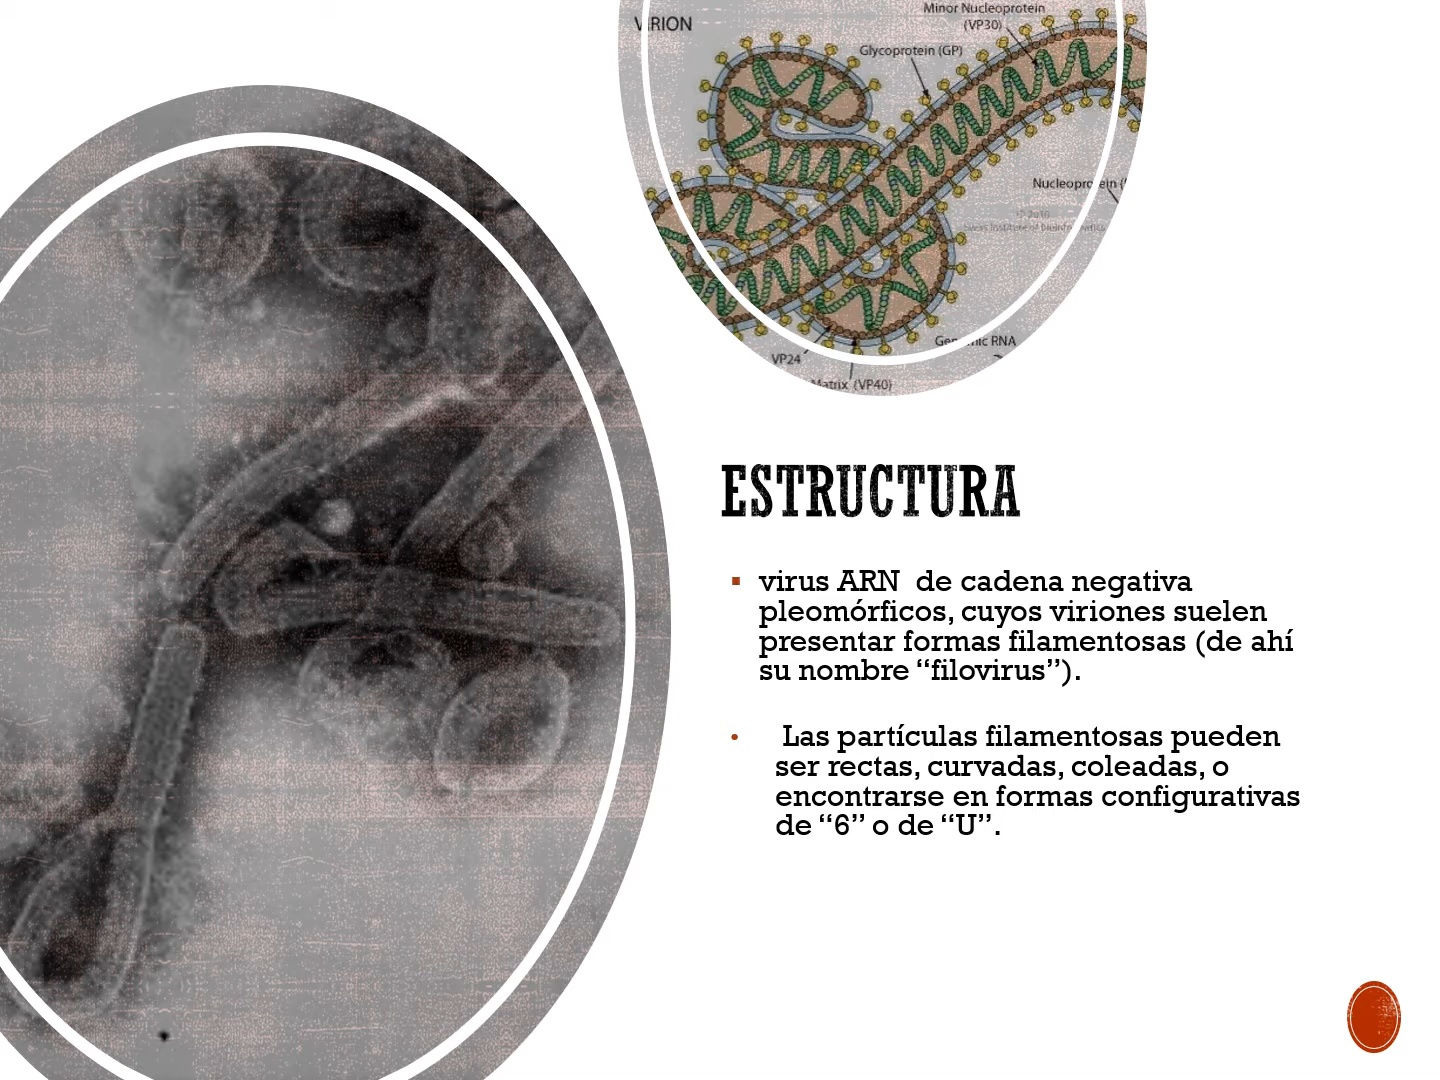 VIRION
Minor Nucleoprotein
(VP30)
Glycoprotein (GP)
Nucleoprotein (
VP24
Genomic RNA
Matrix (VP40)
ESTRUCTURA
▪ virus ARN  de cadena negativa
pleomórficos, cuyos viriones suelen
presentar formas filamentosas (de ahí
su nombre “filovirus”).
• Las partículas filamentosas pueden
ser rectas, curvadas, coleadas, o
encontrarse en formas configurativas
de “6” o de “U”.